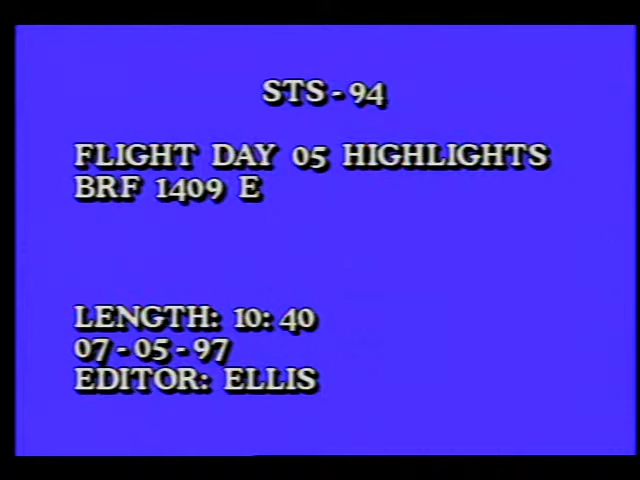 STS - 94
FLIGHT DAY 05 HIGHLIGHTS
BRF 1409 E
LENGTH: 10: 40
07 - 05 - 97
EDITOR: ELLIS